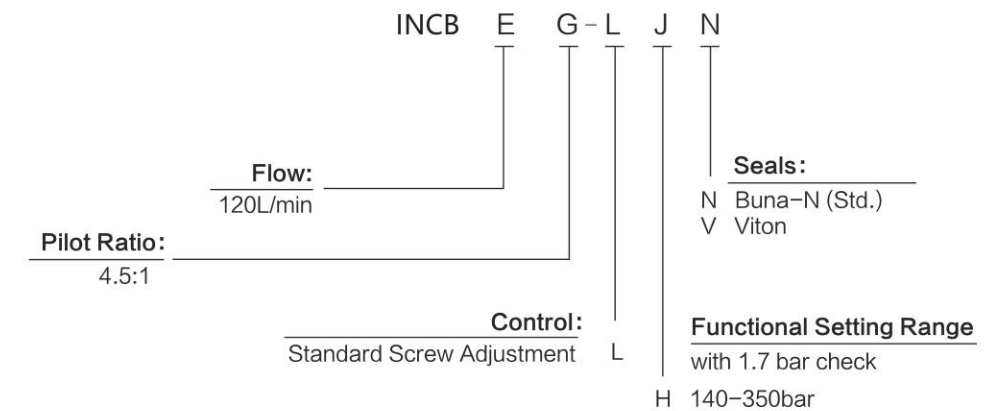 INCB E G-L J N
Seals:
N Buna-N (Std.)
V Viton
Flow:
120L/min
Pilot Ratio:
4.5:1
Control:
Standard Screw Adjustment L
Functional Setting Range
with 1.7 bar check
H 140-350bar